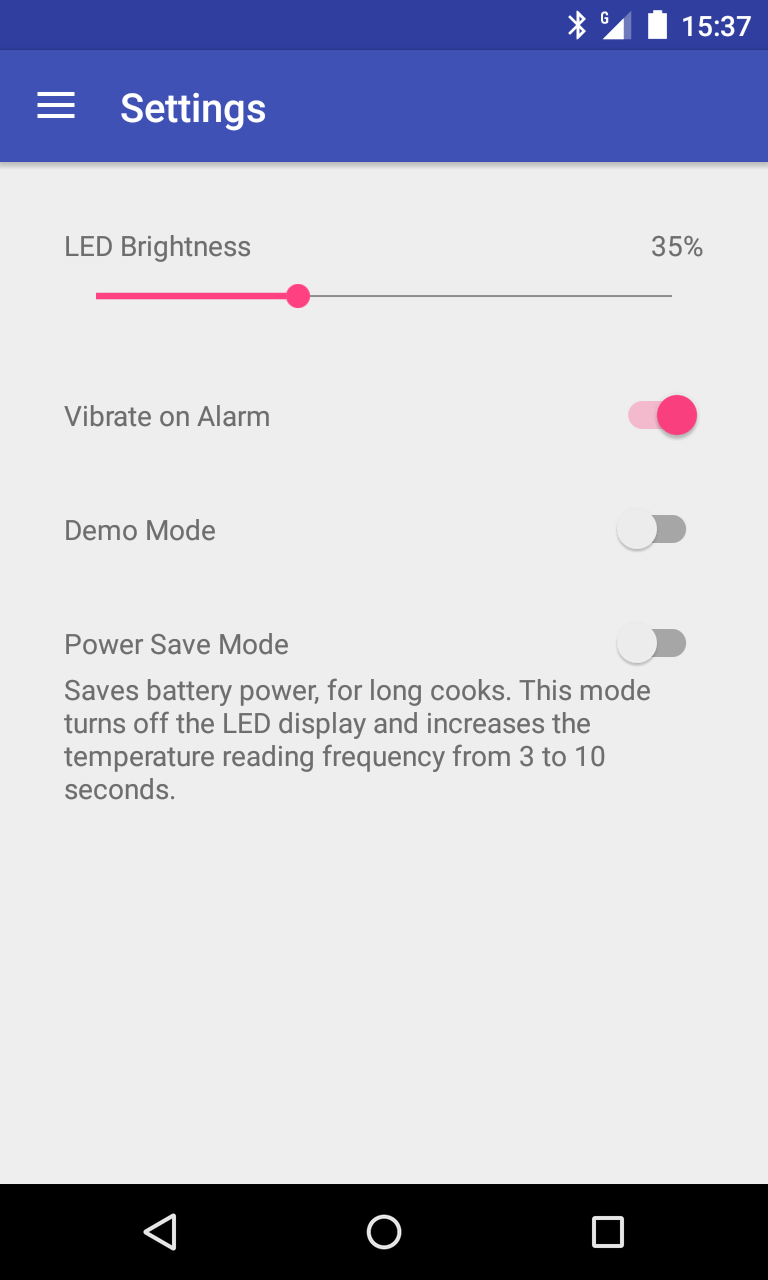 G 15:37
Settings
LED Brightness 35%
Vibrate on Alarm
Demo Mode
Power Save Mode
Saves battery power, for long cooks. This mode
turns off the LED display and increases the
temperature reading frequency from 3 to 10
seconds.